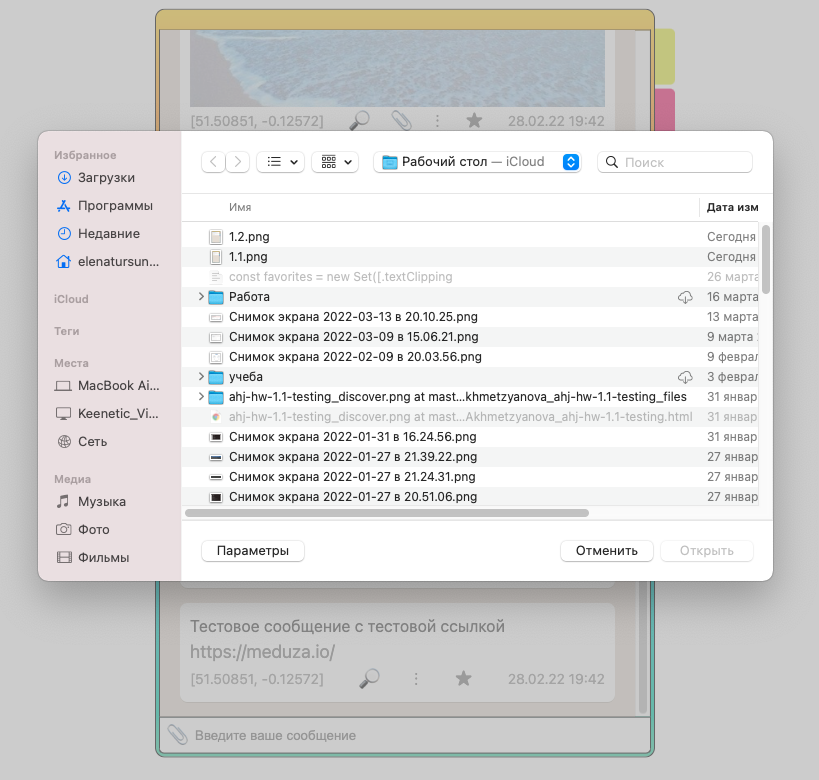 [51.50851, -0.12572]
28.02.22 19:42
Избранное
Загрузки
Программы
Недавние
elenatursun...
iCloud
Теги
Места
MacBook Ai...
Keenetic_Vi...
Сеть
Медиа
Музыка
Фото
Фильмы
Рабочий стол — iCloud
Поиск
Имя
Дата изм
1.2.png
Сегодня
1.1.png
Сегодня
const favorites = new Set([.textClipping
26 марта
Работа
16 марта
Снимок экрана 2022-03-13 в 20.10.25.png
13 марта
Снимок экрана 2022-03-09 в 15.06.21.png
9 марта
Снимок экрана 2022-02-09 в 20.03.56.png
9 феврал
учеба
3 феврал
ahj-hw-1.1-testing_discover.png at mast...khmetzyanova_ahj-hw-1.1-testing_files
31 январ
ahj-hw-1.1-testing_discover.png at mast...Akhmetzyanova_ahj-hw-1.1-testing.html
31 январ
Снимок экрана 2022-01-31 в 16.24.56.png
31 январ
Снимок экрана 2022-01-27 в 21.39.22.png
27 январ
Снимок экрана 2022-01-27 в 21.24.31.png
27 январ
Снимок экрана 2022-01-27 в 20.51.06.png
27 январ
Параметры
Отменить
Открыть
Тестовое сообщение с тестовой ссылкой
https://meduza.io/
[51.50851, -0.12572]
28.02.22 19:42
Введите ваше сообщение